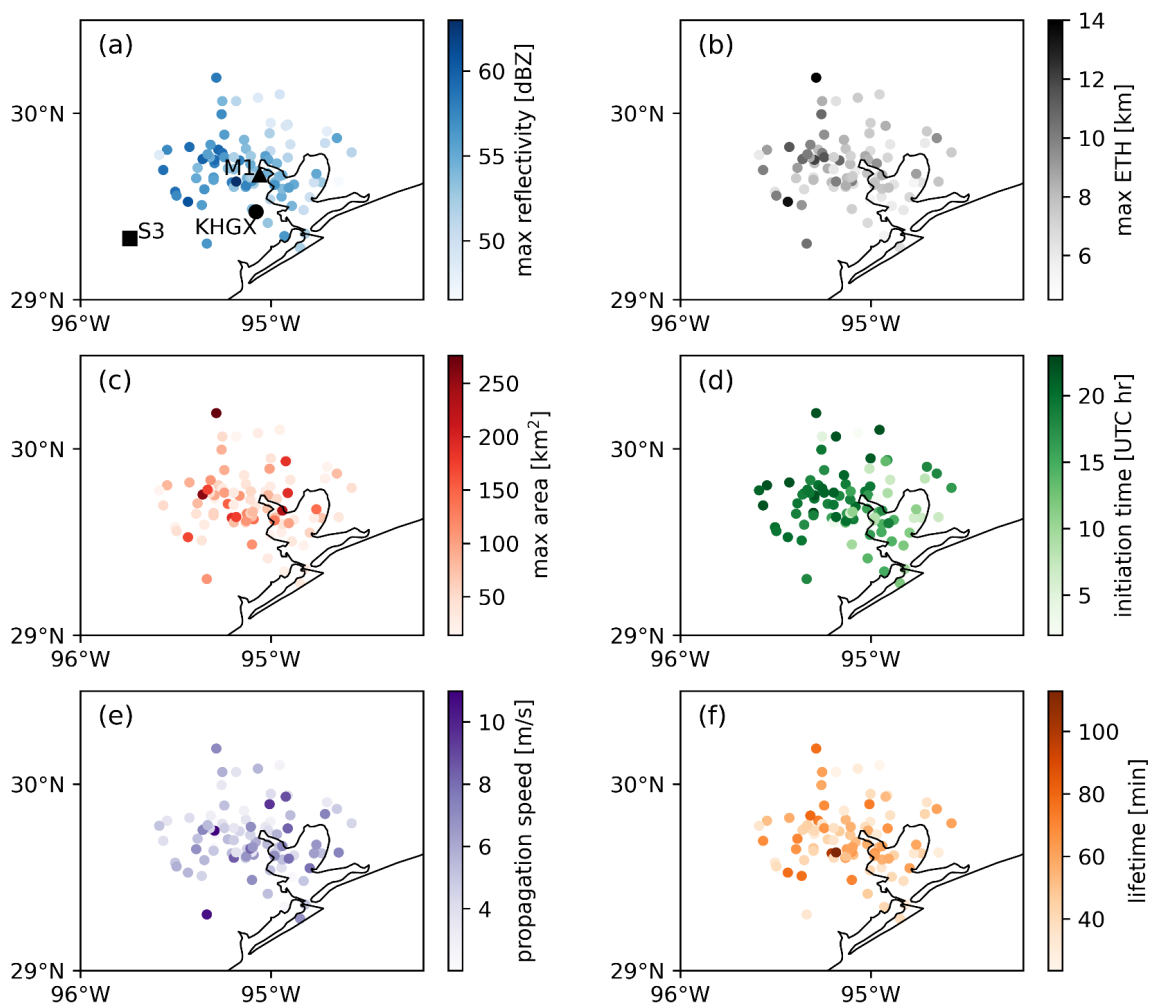 (a)
M1
KHGX
S3
30°N
29°N
96°W
95°W
60
55
50
max reflectivity [dBZ]
(b)
30°N
29°N
96°W
95°W
14
12
10
8
6
max ETH [km]
(c)
30°N
29°N
96°W
95°W
250
200
150
100
50
max area [km²]
(d)
30°N
29°N
96°W
95°W
20
15
10
5
initiation time [UTC hr]
(e)
30°N
29°N
96°W
95°W
10
8
6
4
propagation speed [m/s]
(f)
30°N
29°N
96°W
95°W
100
80
60
40
lifetime [min]